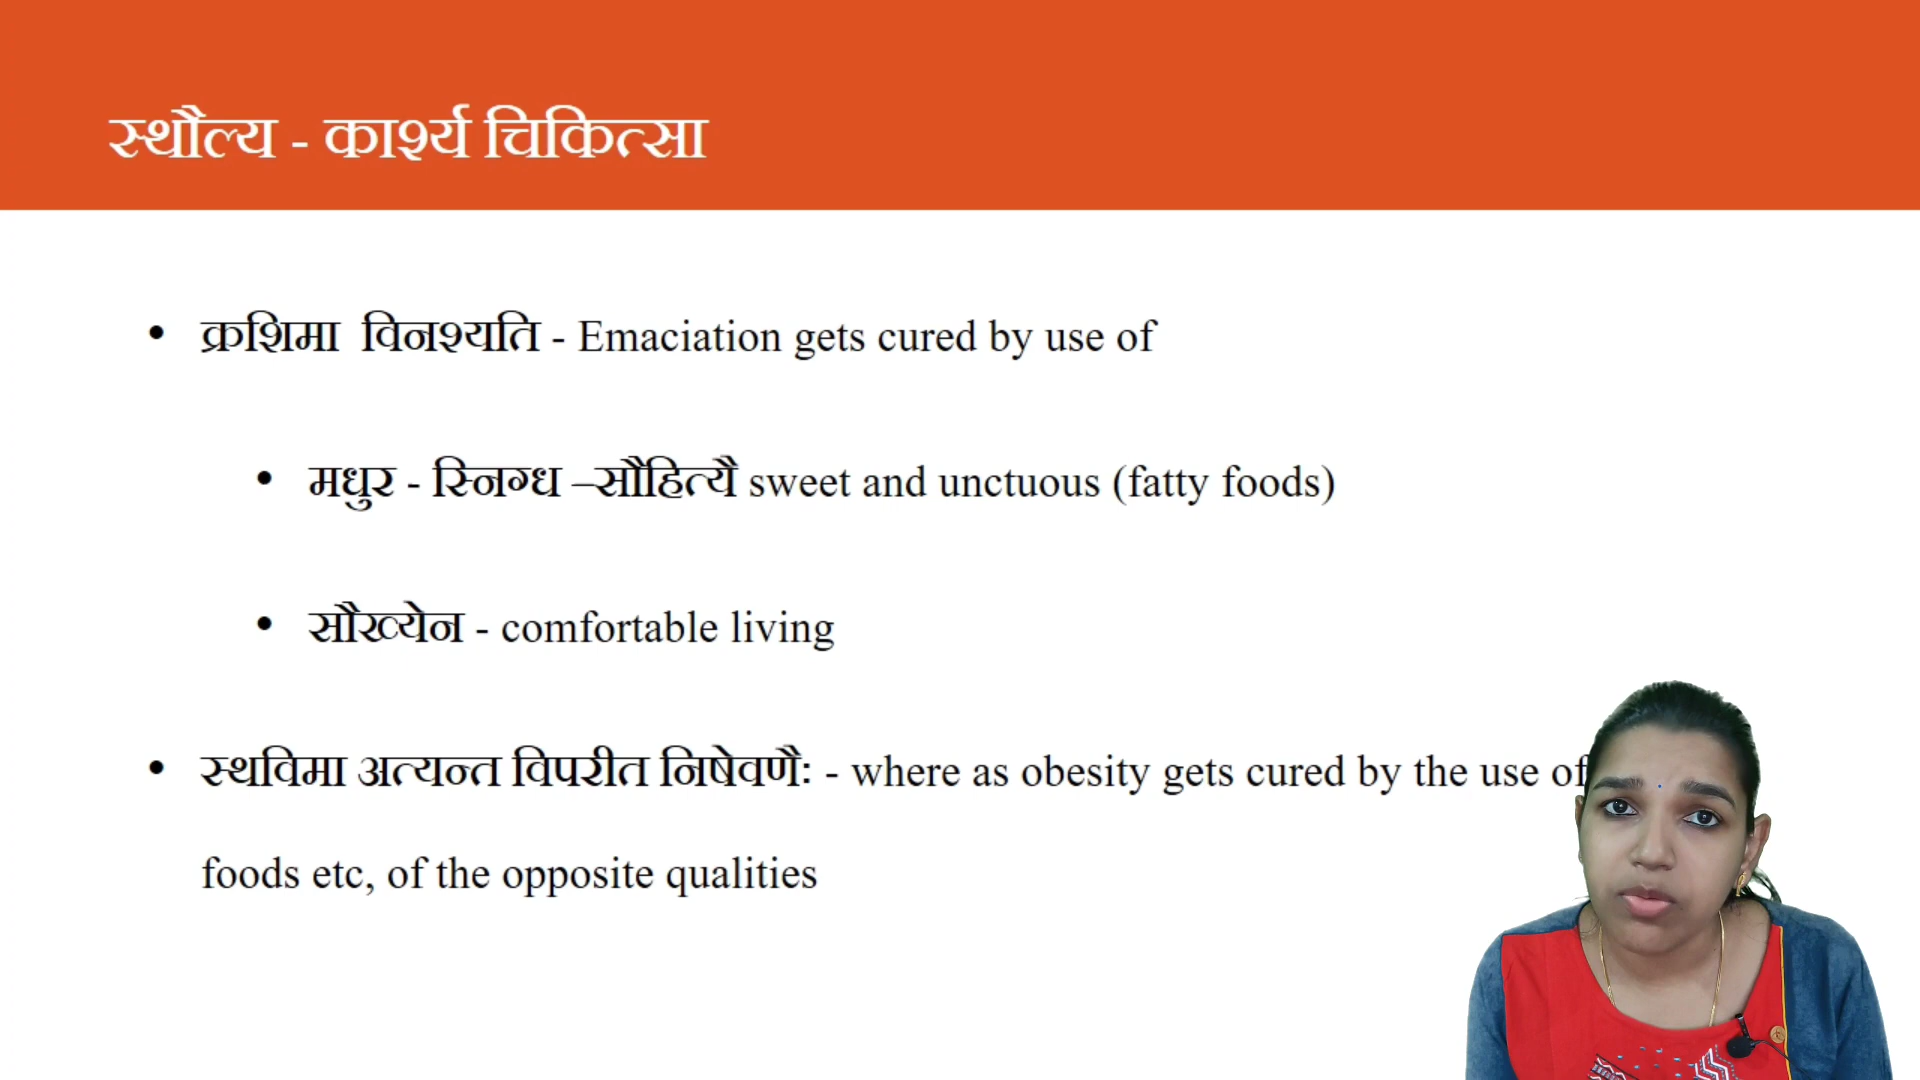 स्थौल्य - कार्श्य चिकित्सा
• क्रशिमा विनश्यति - Emaciation gets cured by use of
• मधुर - स्निग्ध –सौहित्यै sweet and unctuous (fatty foods)
• सौख्येन - comfortable living
• स्थविमा अत्यन्त विपरीत निषेवणैः - where as obesity gets cured by the use of
foods etc, of the opposite qualities